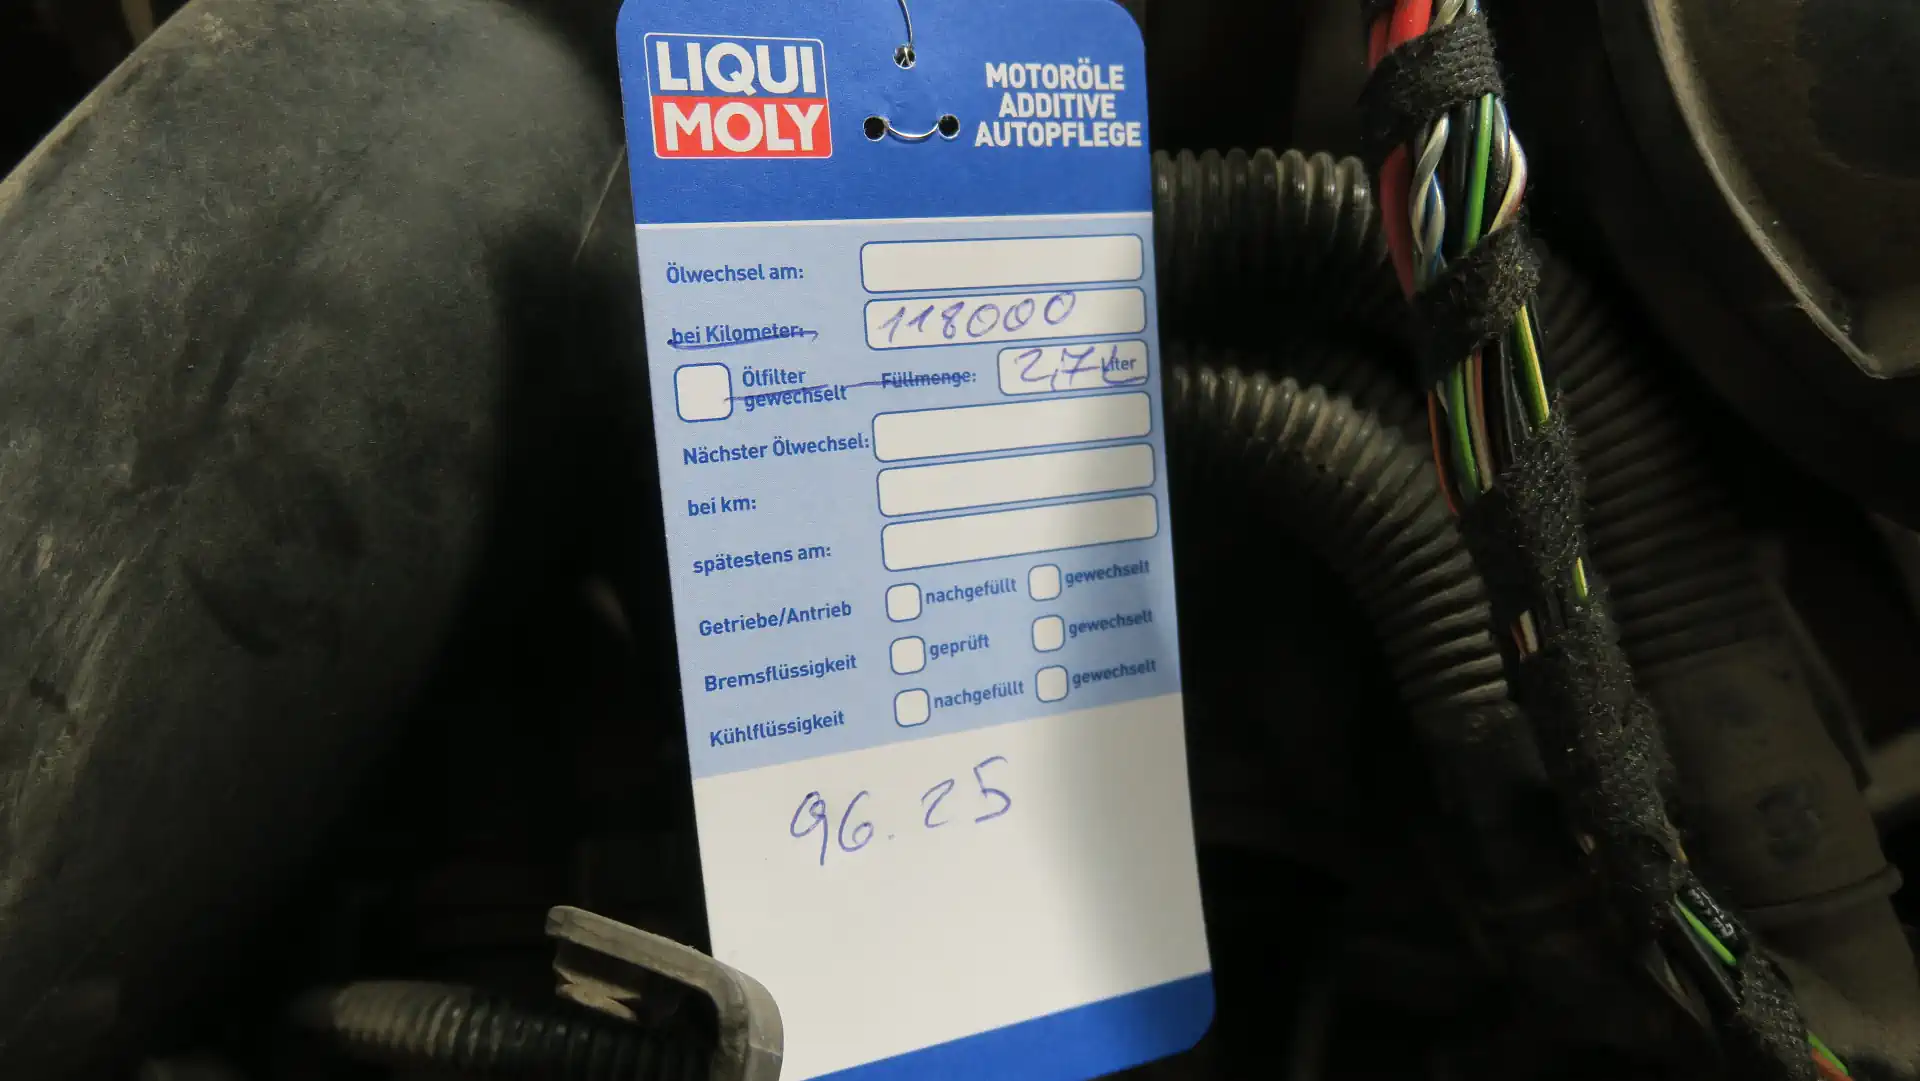 LIQUI
MOLY
MOTORÖLE
ADDITIVE
AUTOPFLEGE
Ölwechsel am:
bei Kilometer: 118000
Ölfilter
gewechselt
Füllmenge: 2,7 L Liter
Nächster Ölwechsel:
bei km:
spätestens am:
Getriebe/Antrieb nachgefüllt gewechselt
Bremsflüssigkeit geprüft gewechselt
Kühlflüssigkeit nachgefüllt gewechselt
96.25